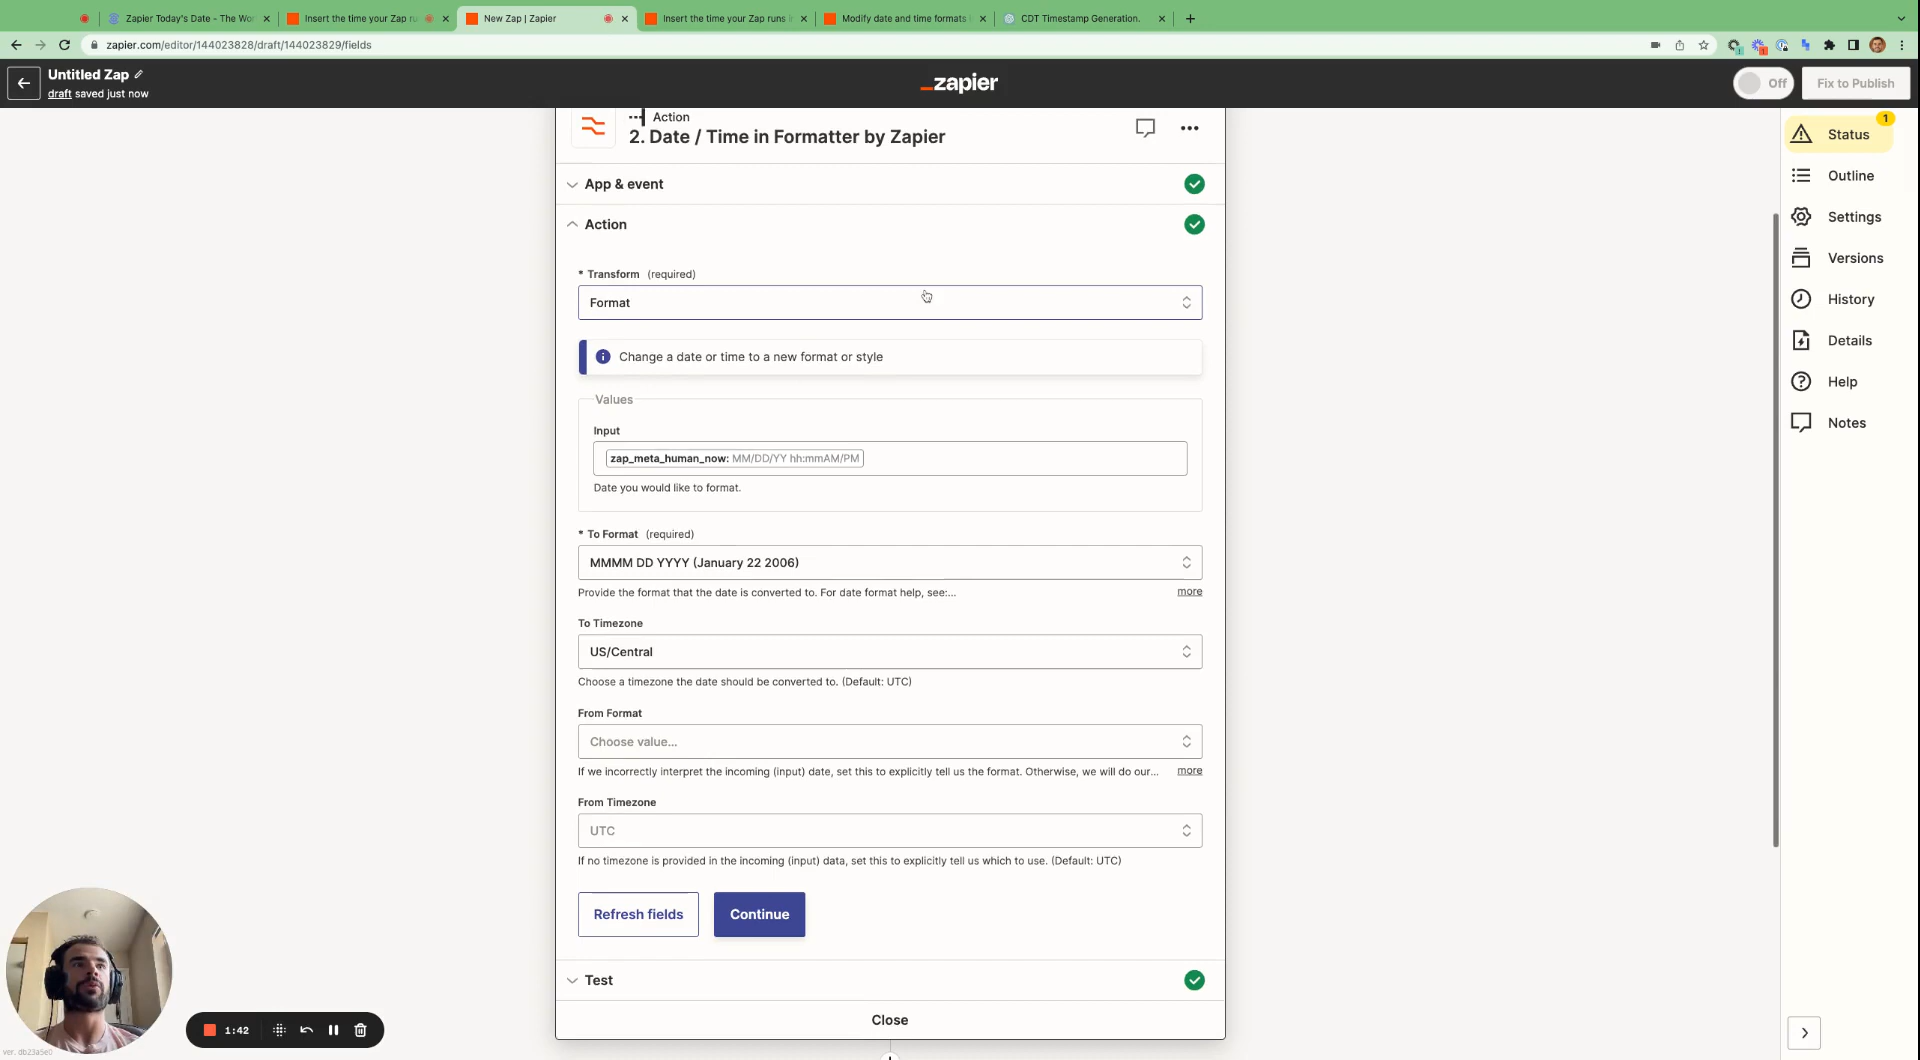 Zapier Today's Date - The Wor
Insert the time your Zap ru
New Zap | Zapier
Insert the time your Zap runs i
Modify date and time formats i
CDT Timestamp Generation.
zapier.com/editor/144023828/draft/144023829/fields
Untitled Zap
draft saved just now
zapier
Off
Fix to Publish
Action
2. Date / Time in Formatter by Zapier
App & event
Action
* Transform (required)
Format
Change a date or time to a new format or style
Values
Input
zap_meta_human_now: MM/DD/YY hh:mmAM/PM
Date you would like to format.
* To Format (required)
MMMM DD YYYY (January 22 2006)
Provide the format that the date is converted to. For date format help, see:...
more
To Timezone
US/Central
Choose a timezone the date should be converted to. (Default: UTC)
From Format
Choose value...
If we incorrectly interpret the incoming (input) date, set this to explicitly tell us the format. Otherwise, we will do our...
more
From Timezone
UTC
If no timezone is provided in the incoming (input) data, set this to explicitly tell us which to use. (Default: UTC)
Refresh fields
Continue
Test
Close
1
Status
Outline
Settings
Versions
History
Details
Help
Notes
1:42
ver. db23a5e0